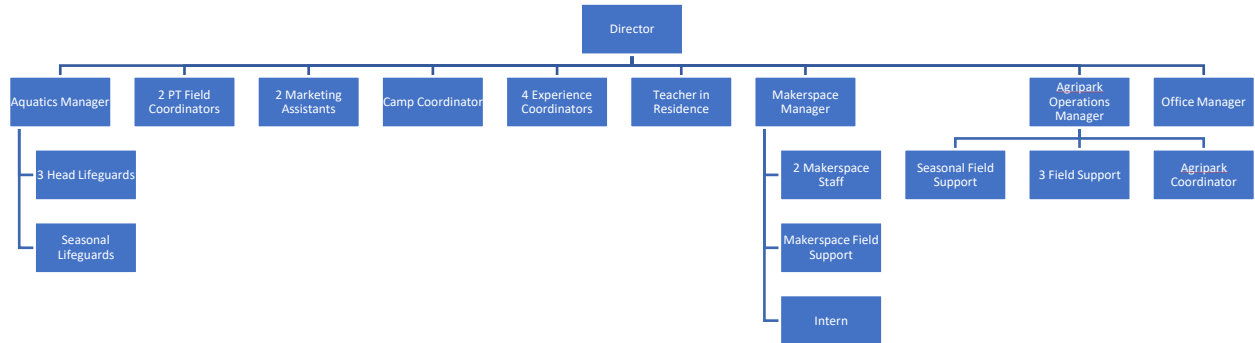 Director
Aquatics Manager
2 PT Field
Coordinators
2 Marketing
Assistants
Camp Coordinator
4 Experience
Coordinators
Teacher in
Residence
Makerspace
Manager
Agripark
Operations
Manager
Office Manager
3 Head Lifeguards
Seasonal
Lifeguards
2 Makerspace
Staff
Makerspace Field
Support
Intern
Seasonal Field
Support
3 Field Support
Agripark
Coordinator